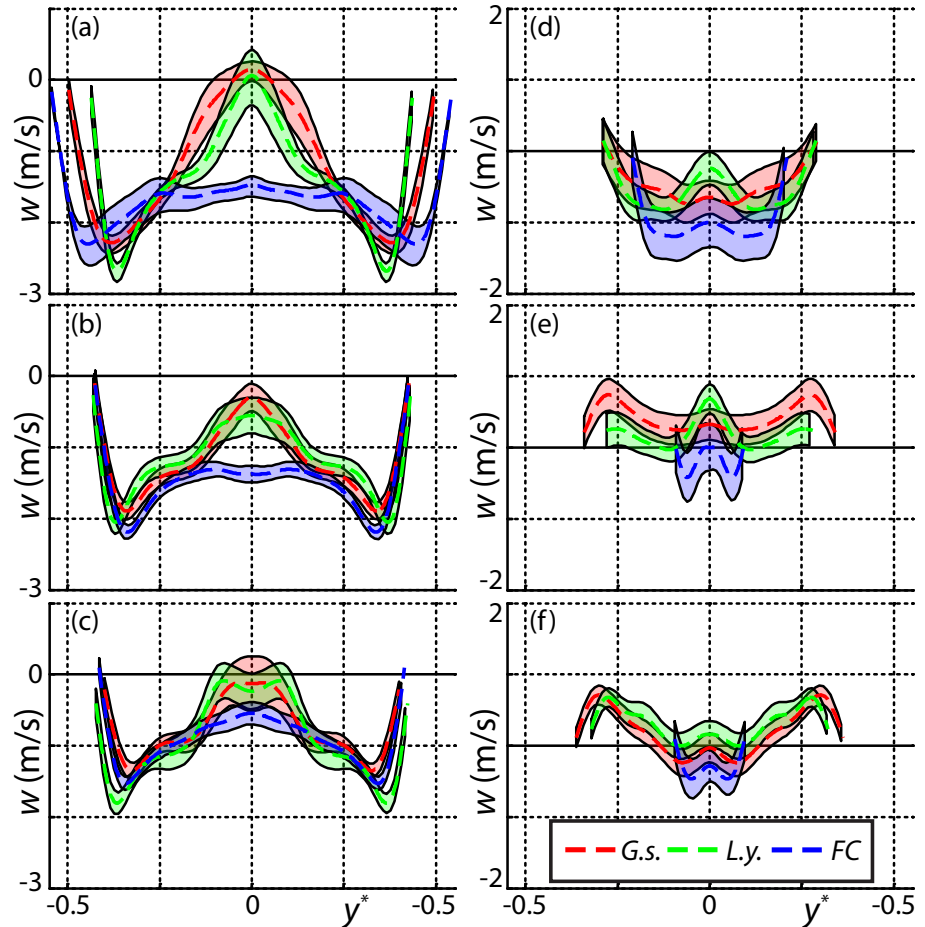 (a)
0
w (m/s)
-3
(b)
0
w (m/s)
-3
(c)
0
w (m/s)
-3
-0.5 0 y* -0.5
(d)
2
w (m/s)
-2
(e)
2
w (m/s)
-2
(f)
2
w (m/s)
-2
G.s. L.y. FC
-0.5 0 y* -0.5